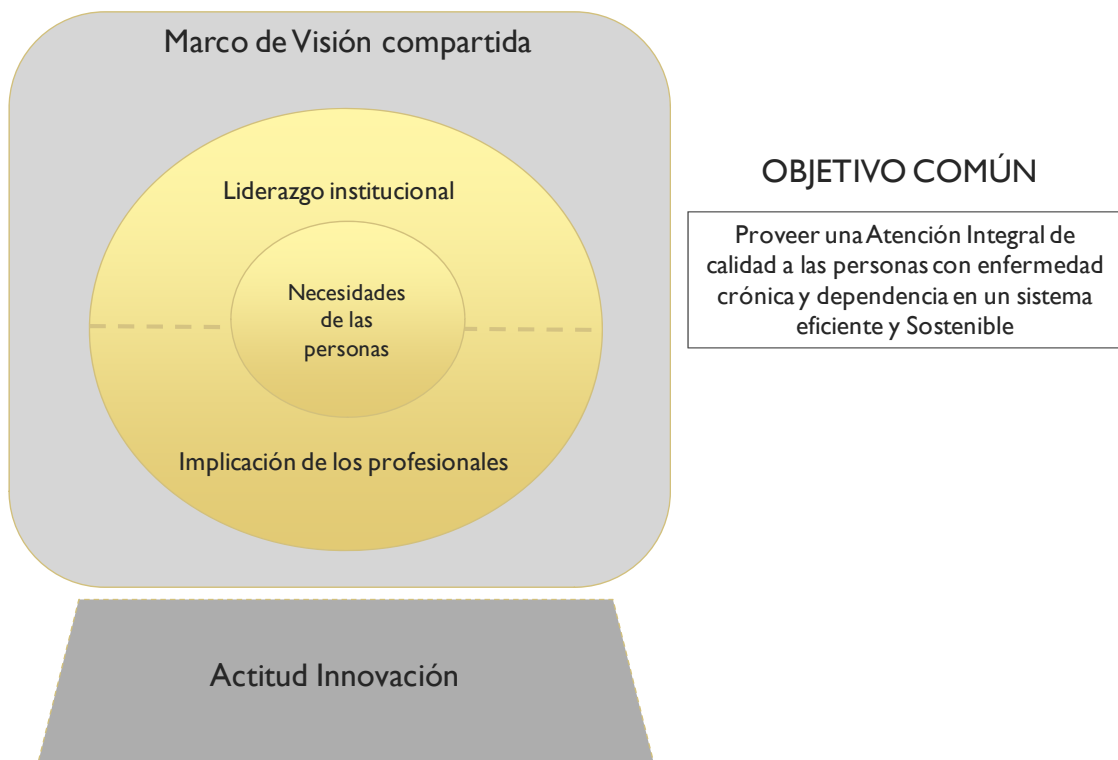 Marco de Visión compartida
Liderazgo institucional
Necesidades
de las
personas
Implicación de los profesionales
Actitud Innovación
OBJETIVO COMÚN
Proveer una Atención Integral de
calidad a las personas con enfermedad
crónica y dependencia en un sistema
eficiente y Sostenible